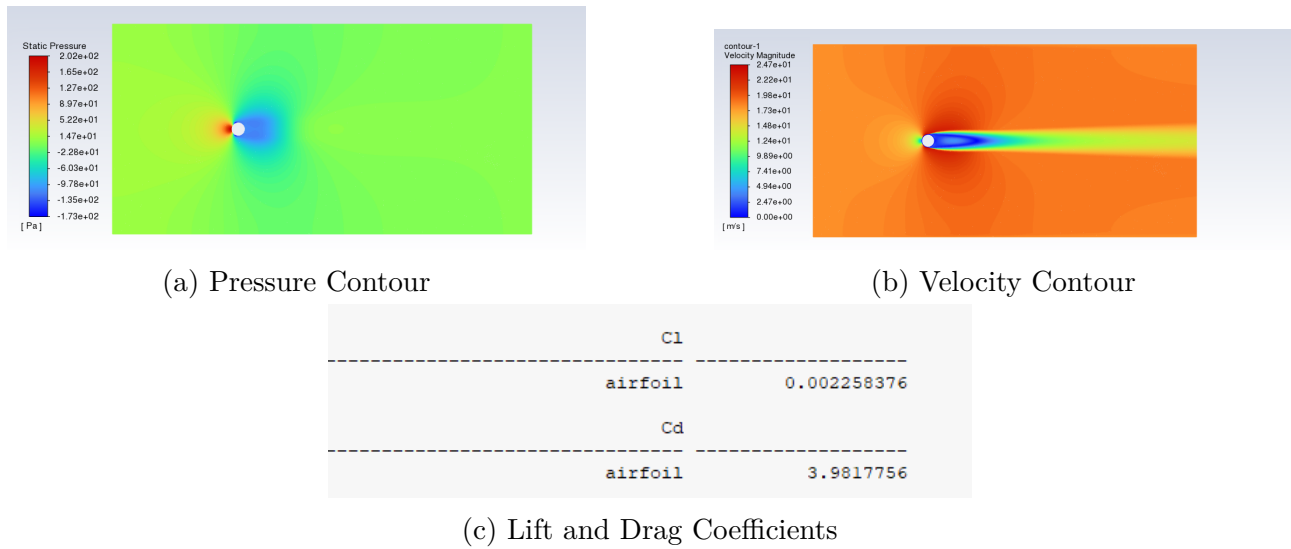 Static Pressure
2.02e+02
1.65e+02
1.27e+02
8.97e+01
5.22e+01
1.47e+01
-2.28e+01
-6.03e+01
-9.78e+01
-1.35e+02
-1.73e+02
[ Pa ]
contour-1
Velocity Magnitude
2.47e+01
2.22e+01
1.98e+01
1.73e+01
1.48e+01
1.24e+01
9.89e+00
7.41e+00
4.94e+00
2.47e+00
0.00e+00
[ m/s ]
(a) Pressure Contour
(b) Velocity Contour
Cl
--------------------------------- --------------------
airfoil 0.002258376
Cd
--------------------------------- --------------------
airfoil 3.9817756
(c) Lift and Drag Coefficients